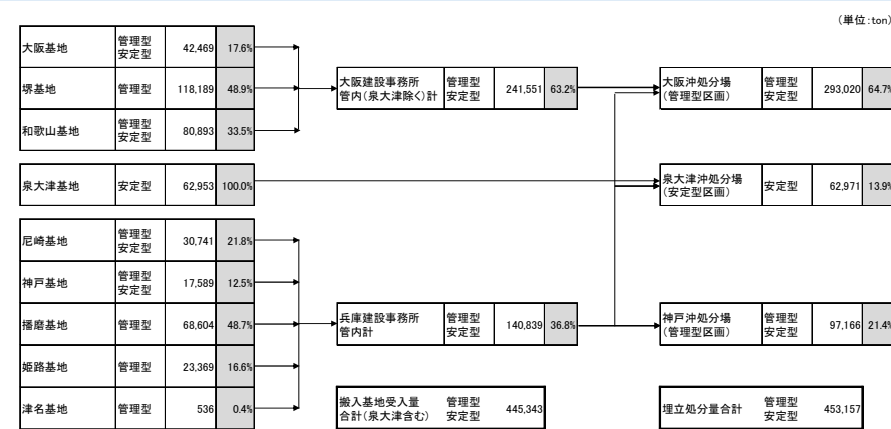 (単位:ton)
大阪基地 管理型 安定型 42,469 17.6%
堺基地 管理型 118,189 48.9%
和歌山基地 管理型 安定型 80,893 33.5%
大阪建設事務所 管内(泉大津除く)計 管理型 安定型 241,551 63.2%
大阪沖処分場 (管理型区画) 管理型 安定型 293,020 64.7%
泉大津基地 安定型 62,953 100.0%
泉大津沖処分場 (安定型区画) 安定型 62,971 13.9%
尼崎基地 管理型 安定型 30,741 21.8%
神戸基地 管理型 安定型 17,589 12.5%
播磨基地 管理型 68,604 48.7%
姫路基地 管理型 23,369 16.6%
津名基地 管理型 536 0.4%
兵庫建設事務所 管内計 管理型 安定型 140,839 36.8%
神戸沖処分場 (管理型区画) 管理型 安定型 97,166 21.4%
搬入基地受入量 合計(泉大津含む) 管理型 安定型 445,343
埋立処分量合計 管理型 安定型 453,157